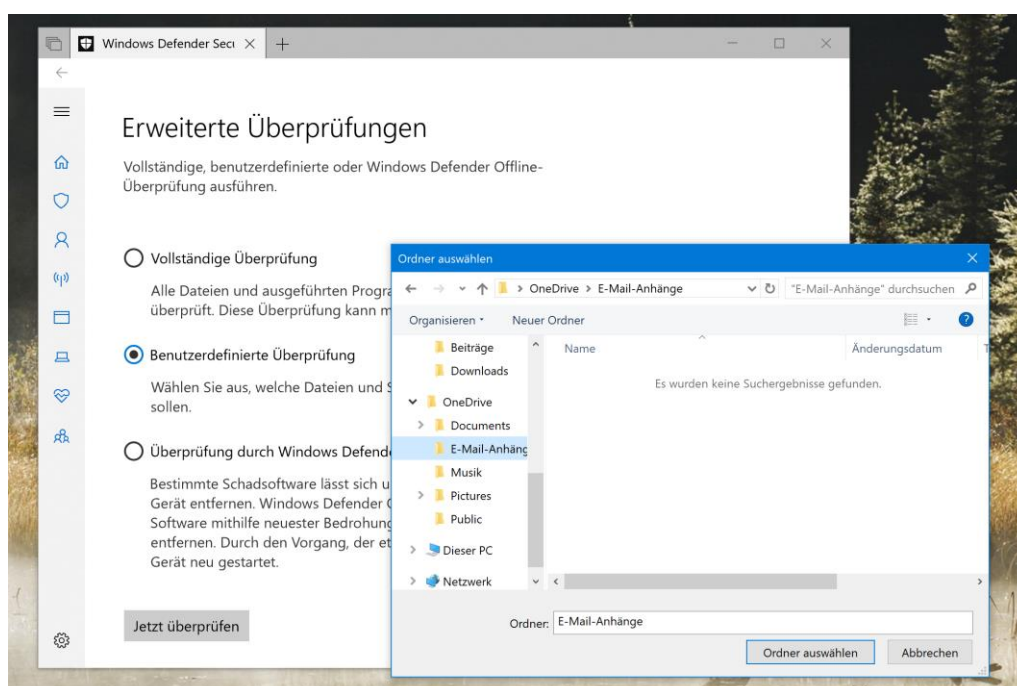 Windows Defender Secu
Erweiterte Überprüfungen
Vollständige, benutzerdefinierte oder Windows Defender Offline-
Überprüfung ausführen.
Vollständige Überprüfung
Alle Dateien und ausgeführten Progra
überprüft. Diese Überprüfung kann m
Benutzerdefinierte Überprüfung
Wählen Sie aus, welche Dateien und S
sollen.
Überprüfung durch Windows Defende
Bestimmte Schadsoftware lässt sich u
Gerät entfernen. Windows Defender O
Software mithilfe neuester Bedrohung
entfernen. Durch den Vorgang, der et
Gerät neu gestartet.
Jetzt überprüfen
Ordner auswählen
OneDrive > E-Mail-Anhänge
"E-Mail-Anhänge" durchsuchen
Organisieren
Neuer Ordner
Beiträge
Downloads
OneDrive
Documents
E-Mail-Anhäng
Musik
Pictures
Public
Dieser PC
Netzwerk
Name
Änderungsdatum
T
Es wurden keine Suchergebnisse gefunden.
Ordner: E-Mail-Anhänge
Ordner auswählen
Abbrechen